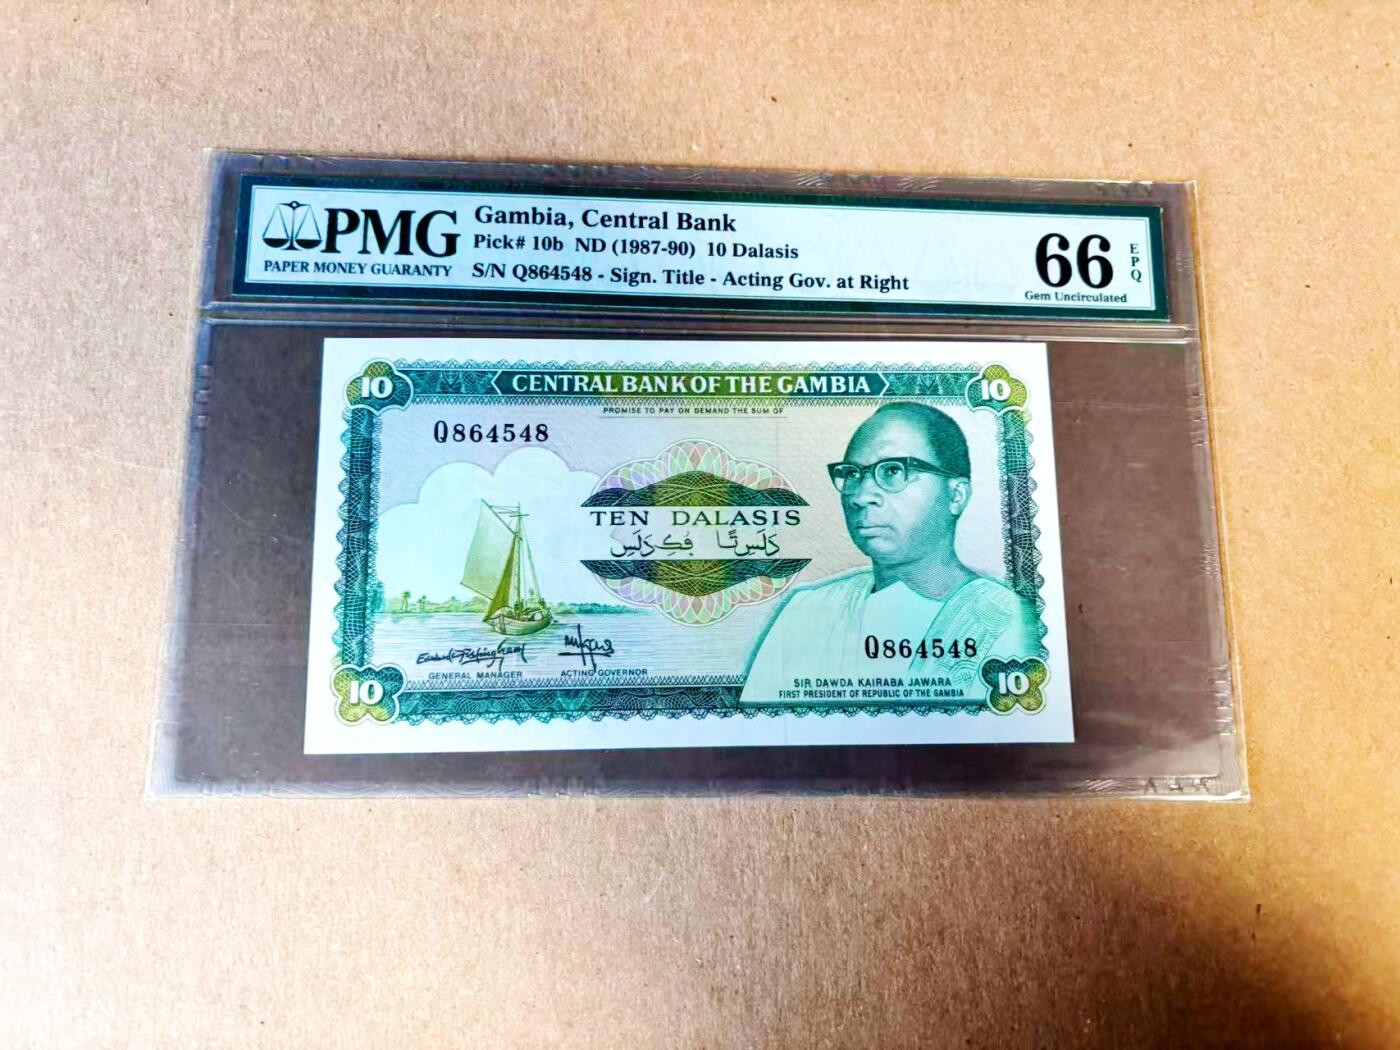 PMG
PAPER MONEY GUARANTY
Gambia, Central Bank
Pick# 10b ND (1987-90) 10 Dalasis
S/N Q864548 - Sign. Title - Acting Gov. at Right
66
EPQ
Gem Uncirculated
10
CENTRAL BANK OF THE GAMBIA
10
PROMISE TO PAY ON DEMAND THE SUM OF
Q864548
TEN DALASIS
Q864548
GENERAL MANAGER
ACTING GOVERNOR
SIR DAWDA KAIRABA JAWARA
FIRST PRESIDENT OF REPUBLIC OF THE GAMBIA
10
10